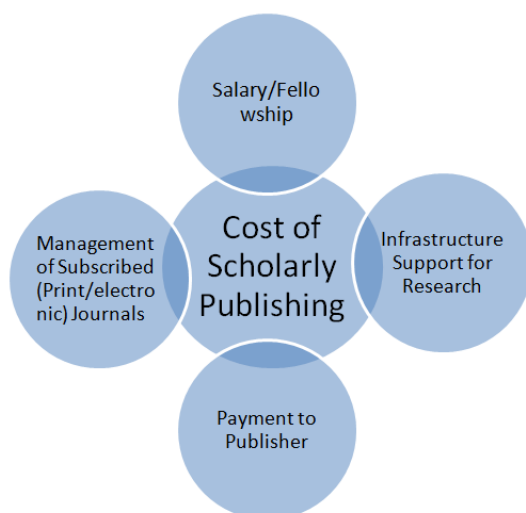 Salary/Fello
wship
Cost of
Scholarly
Publishing
Management
of Subscribed
(Print/electro
nic) Journals
Infrastructure
Support for
Research
Payment to
Publisher